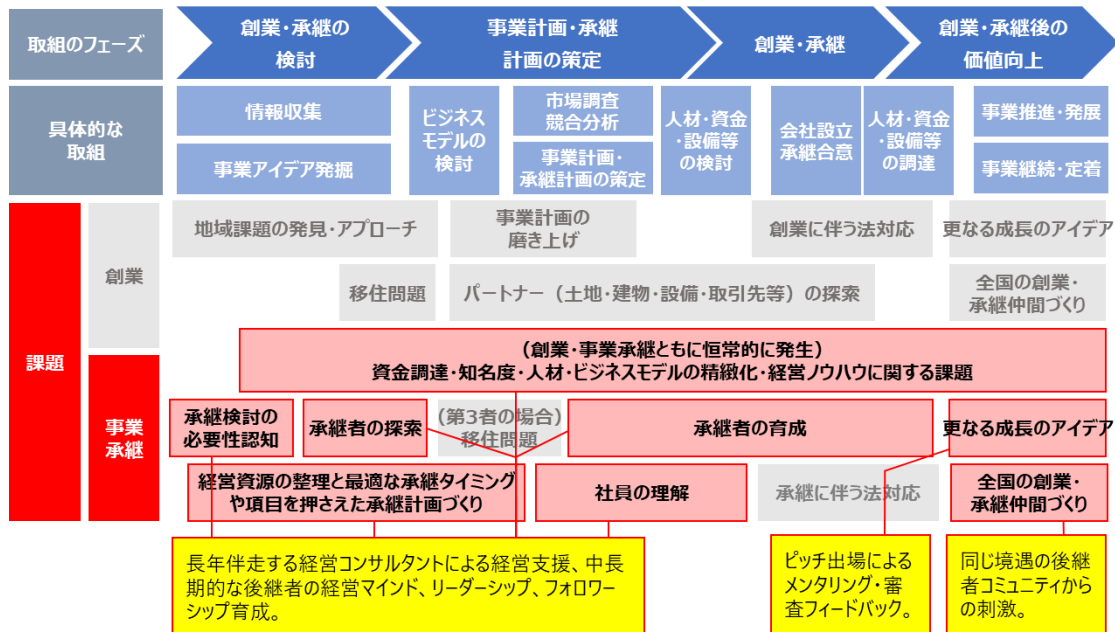 取組のフェーズ
創業・承継の
検討
事業計画・承継
計画の策定
創業・承継
創業・承継後の
価値向上
具体的な
取組
情報収集
事業アイデア発掘
ビジネス
モデルの
検討
市場調査
競合分析
事業計画・
承継計画の策定
人材・資金
・設備等
の検討
会社設立
承継合意
人材・資金
・設備等
の調達
事業推進・発展
事業継続・定着
課題
創業
地域課題の発見・アプローチ
事業計画の
磨き上げ
創業に伴う法対応
更なる成長のアイデア
移住問題
パートナー（土地・建物・設備・取引先等）の探索
全国の創業・
承継仲間づくり
(創業・事業承継ともに恒常的に発生)
資金調達・知名度・人材・ビジネスモデルの精緻化・経営ノウハウに関する課題
事業
承継
承継検討の
必要性認知
承継者の探索
(第3者の場合)
移住問題
承継者の育成
更なる成長のアイデア
経営資源の整理と最適な承継タイミング
や項目を押さえた承継計画づくり
社員の理解
承継に伴う法対応
全国の創業・
承継仲間づくり
長年伴走する経営コンサルタントによる経営支援、中長
期的な後継者の経営マインド、リーダーシップ、フォロワー
シップ育成。
ピッチ出場による
メンタリング・審
査フィードバック。
同じ境遇の後継
者コミュニティから
の刺激。